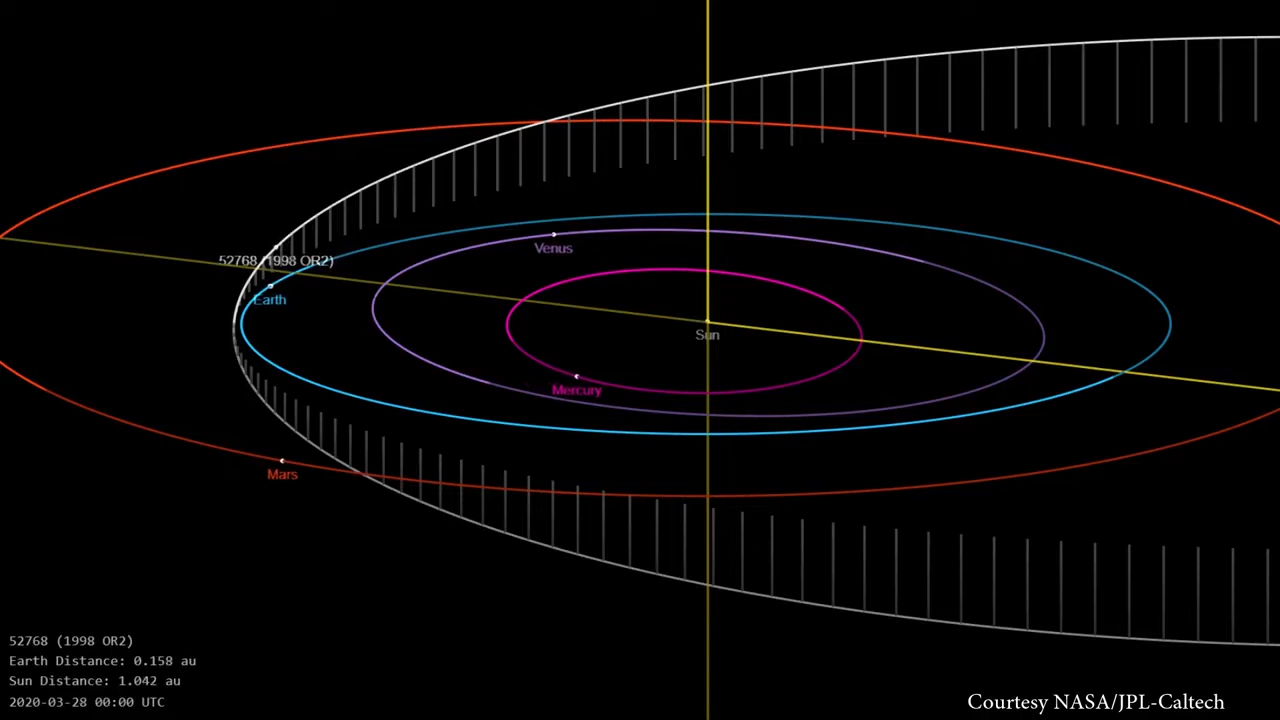 Venus
52768 (1998 OR2)
Earth
Sun
Mercury
Mars
52768 (1998 OR2)
Earth Distance: 0.158 au
Sun Distance: 1.042 au
2020-03-28 00:00 UTC
Courtesy NASA/JPL-Caltech